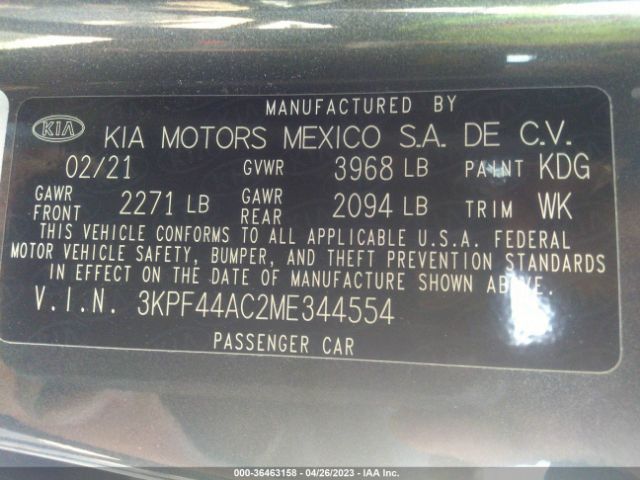 MANUFACTURED BY
KIA KIA MOTORS MEXICO S.A. DE C.V.
02/21 GVWR 3968 LB PAINT KDG
GAWR FRONT 2271 LB GAWR REAR 2094 LB TRIM WK
THIS VEHICLE CONFORMS TO ALL APPLICABLE U.S.A. FEDERAL
MOTOR VEHICLE SAFETY, BUMPER, AND THEFT PREVENTION STANDARDS
IN EFFECT ON THE DATE OF MANUFACTURE SHOWN ABOVE.
V.I.N. 3KPF44AC2ME344554
PASSENGER CAR
000-36463158 - 04/26/2023 - IAA Inc.